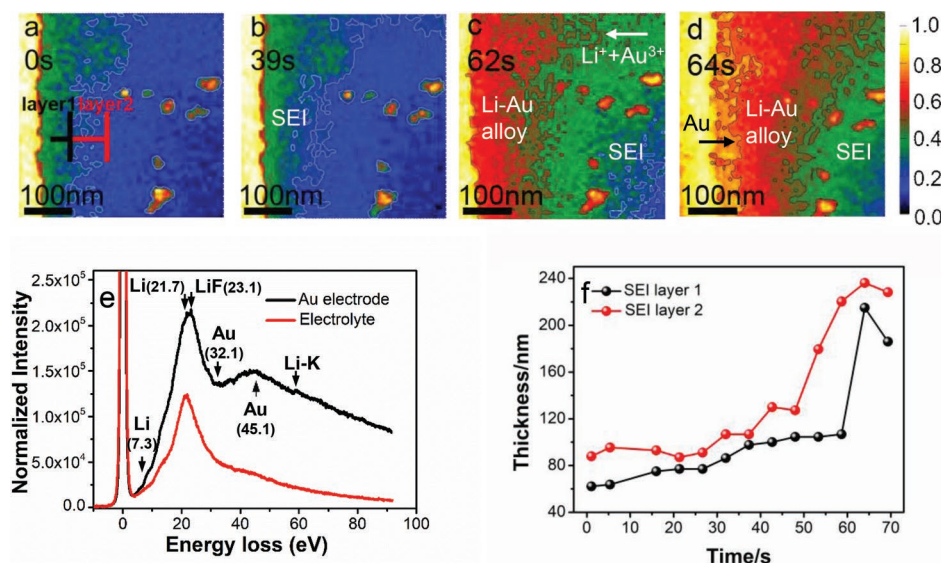 a
0s
layer1
layer2
100nm
b
39s
SEI
100nm
c
62s
Li⁺+Au³⁺
Li-Au
alloy
SEI
100nm
d
64s
Au
Li-Au
alloy
SEI
100nm
1.0
0.8
0.6
0.4
0.2
0.0
e
Normalized Intensity
2.5x10⁵
2.0x10⁵
1.5x10⁵
1.0x10⁵
5.0x10⁴
0.0
Li(21.7)
LiF(23.1)
Au electrode
Electrolyte
Au
(32.1)
Li-K
Li
(7.3)
Au
(45.1)
0 20 40 60 80 100
Energy loss (eV)
f
Thickness/nm
240
200
160
120
80
40
SEI layer 1
SEI layer 2
0 10 20 30 40 50 60 70 80
Time/s